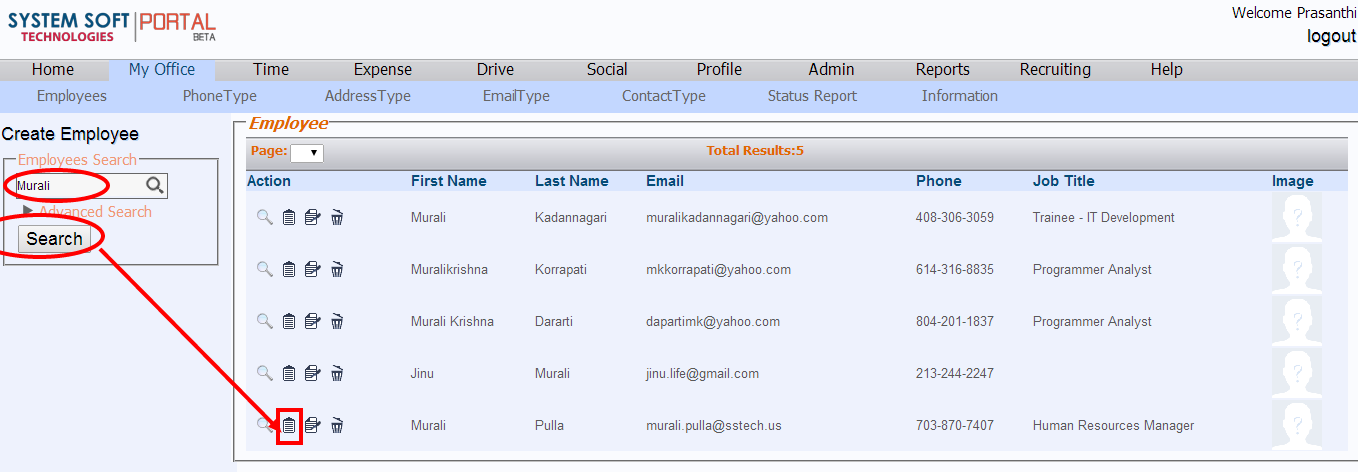 SYSTEM SOFT TECHNOLOGIES PORTAL BETA
Welcome Prasanthi
logout
Home My Office Time Expense Drive Social Profile Admin Reports Recruiting Help
Employees PhoneType AddressType EmailType ContactType Status Report Information
Create Employee
Employees Search
Murali
Advanced Search
Search
Employee
Page: Total Results:5
Action First Name Last Name Email Phone Job Title Image
Murali Kadannagari muralikadannagari@yahoo.com 408-306-3059 Trainee - IT Development
Muralikrishna Korrapati mkkorrapati@yahoo.com 614-316-8835 Programmer Analyst
Murali Krishna Dararti dapartimk@yahoo.com 804-201-1837 Programmer Analyst
Jinu Murali jinu.life@gmail.com 213-244-2247
Murali Pulla murali.pulla@sstech.us 703-870-7407 Human Resources Manager